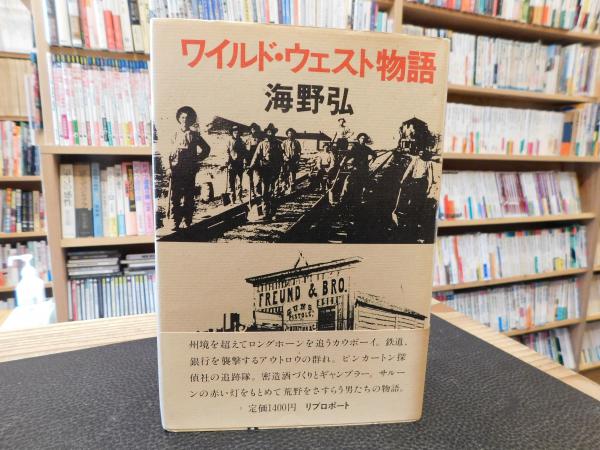 ワイルド・ウェスト物語
海野弘
FREUND & BRO.
GUNS
PISTOLS
州境を超えてロングホーンを追うカウボーイ。鉄道、
銀行を襲撃するアウトロウの群れ。ピンカートン探
偵社の追跡隊。密造酒づくりとギャンブラー。サルー
ンの赤い灯をもとめて荒野をさすらう男たちの物語。
定価1400円 リブロポート